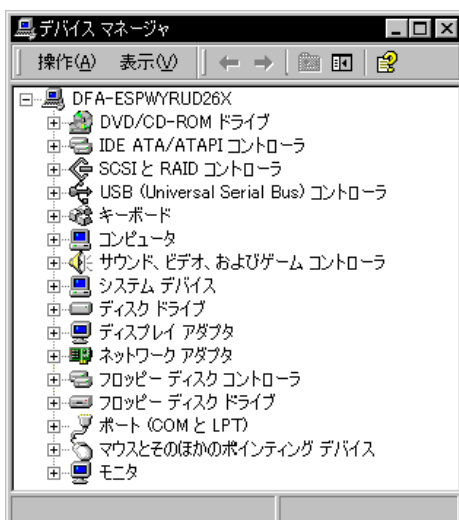 デバイス マネージャ
操作(A) 表示(V)
DFA-ESPWYRUD26X
DVD/CD-ROM ドライブ
IDE ATA/ATAPI コントローラ
SCSI と RAID コントローラ
USB (Universal Serial Bus) コントローラ
キーボード
コンピュータ
サウンド、ビデオ、およびゲーム コントローラ
システム デバイス
ディスク ドライブ
ディスプレイ アダプタ
ネットワーク アダプタ
フロッピー ディスク コントローラ
フロッピー ディスク ドライブ
ポート (COM と LPT)
マウスとそのほかのポインティング デバイス
モニタ